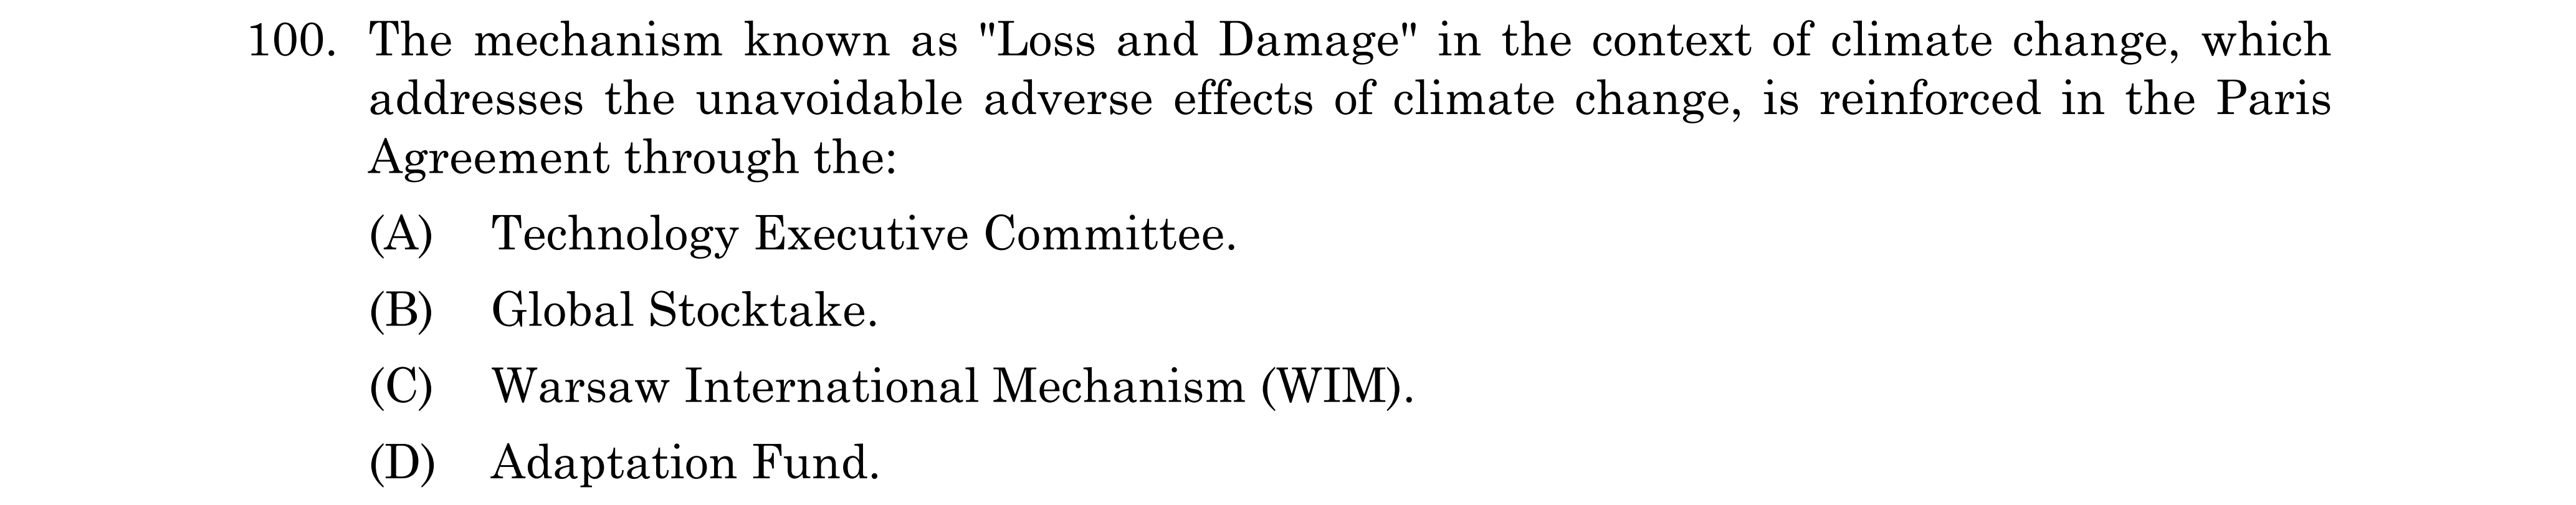 100. The mechanism known as "Loss and Damage" in the context of climate change, which
addresses the unavoidable adverse effects of climate change, is reinforced in the Paris
Agreement through the:
(A) Technology Executive Committee.
(B) Global Stocktake.
(C) Warsaw International Mechanism (WIM).
(D) Adaptation Fund.